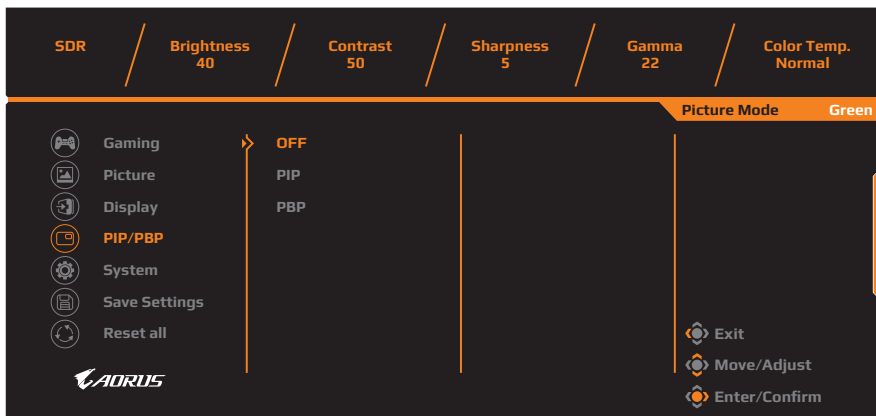 SDR
Brightness
40
Contrast
50
Sharpness
5
Gamma
22
Color Temp.
Normal
Picture Mode Green
Gaming
Picture
Display
PIP/PBP
System
Save Settings
Reset all
OFF
PIP
PBP
Exit
Move/Adjust
Enter/Confirm
AORUS